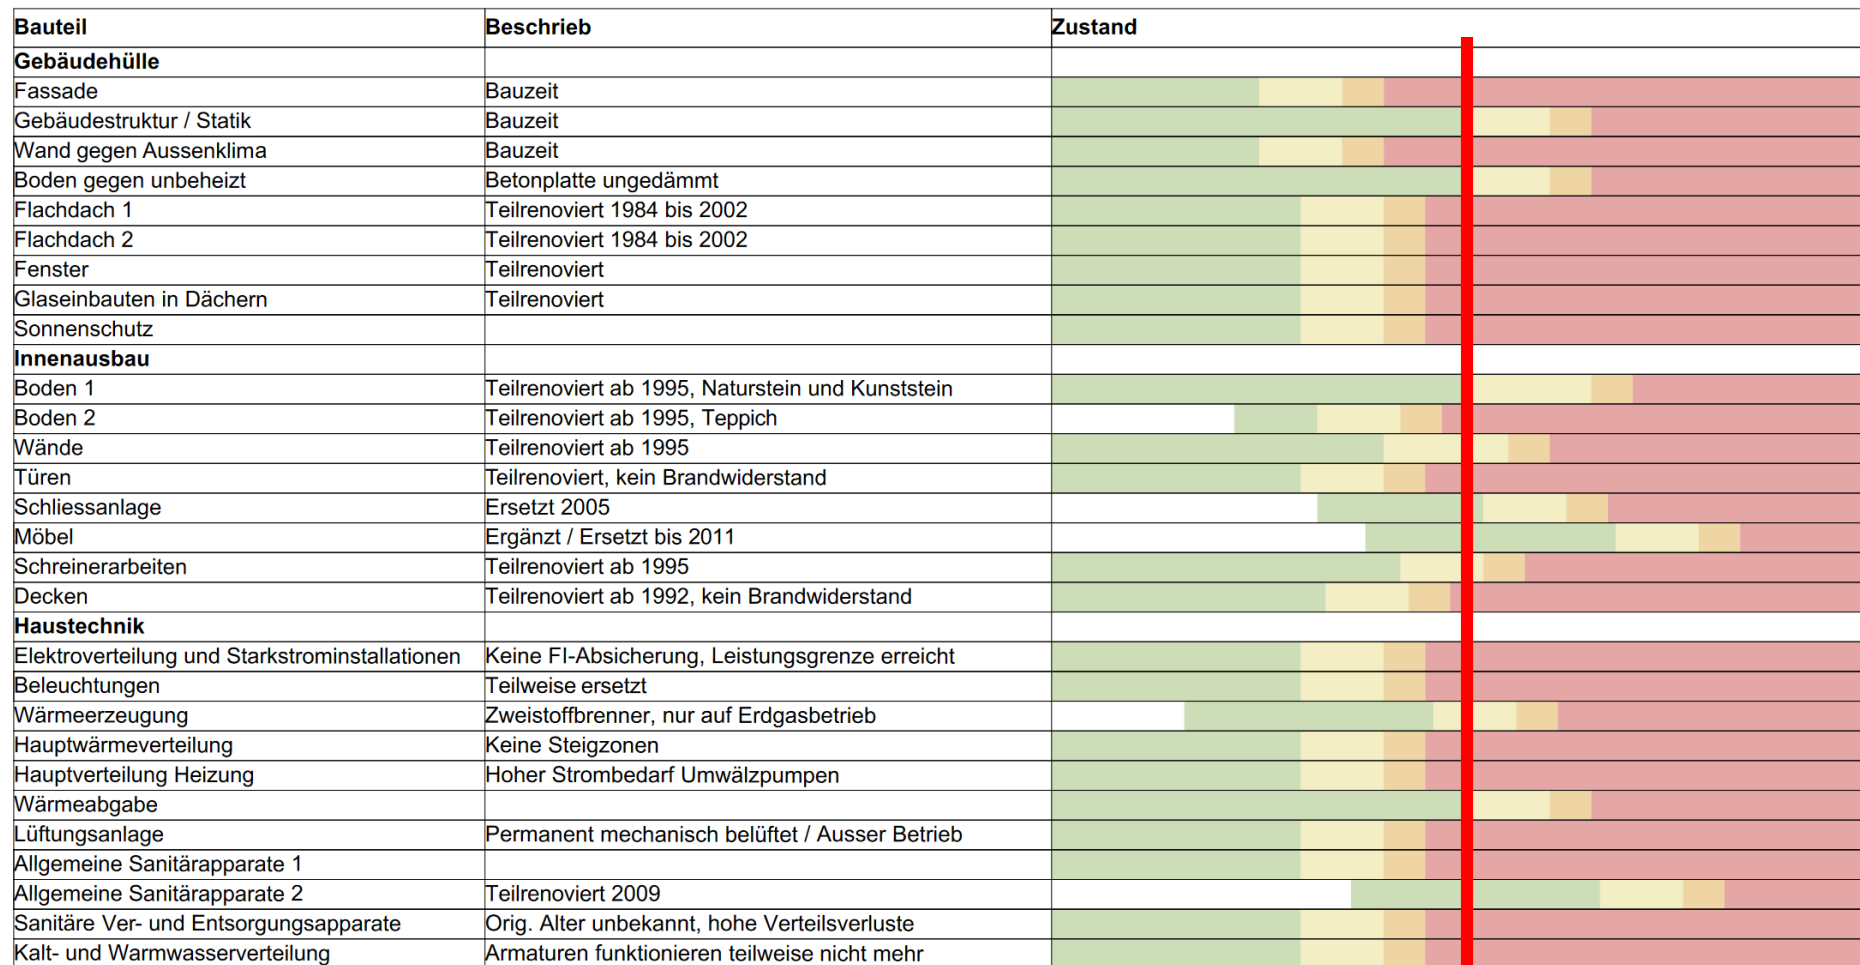 Bauteil Beschrieb Zustand
Gebäudehülle
Fassade Bauzeit
Gebäudestruktur / Statik Bauzeit
Wand gegen Aussenklima Bauzeit
Boden gegen unbeheizt Betonplatte ungedämmt
Flachdach 1 Teilrenoviert 1984 bis 2002
Flachdach 2 Teilrenoviert 1984 bis 2002
Fenster Teilrenoviert
Glaseinbauten in Dächern Teilrenoviert
Sonnenschutz
Innenausbau
Boden 1 Teilrenoviert ab 1995, Naturstein und Kunststein
Boden 2 Teilrenoviert ab 1995, Teppich
Wände Teilrenoviert ab 1995
Türen Teilrenoviert, kein Brandwiderstand
Schliessanlage Ersetzt 2005
Möbel Ergänzt / Ersetzt bis 2011
Schreinerarbeiten Teilrenoviert ab 1995
Decken Teilrenoviert ab 1992, kein Brandwiderstand
Haustechnik
Elektroverteilung und Starkstrominstallationen Keine FI-Absicherung, Leistungsgrenze erreicht
Beleuchtungen Teilweise ersetzt
Wärmeerzeugung Zweistoffbrenner, nur auf Erdgasbetrieb
Hauptwärmeverteilung Keine Steigzonen
Hauptverteilung Heizung Hoher Strombedarf Umwälzpumpen
Wärmeabgabe
Lüftungsanlage Permanent mechanisch belüftet / Ausser Betrieb
Allgemeine Sanitärapparate 1
Allgemeine Sanitärapparate 2 Teilrenoviert 2009
Sanitäre Ver- und Entsorgungsapparate Orig. Alter unbekannt, hohe Verteilsverluste
Kalt- und Warmwasserverteilung Armaturen funktionieren teilweise nicht mehr